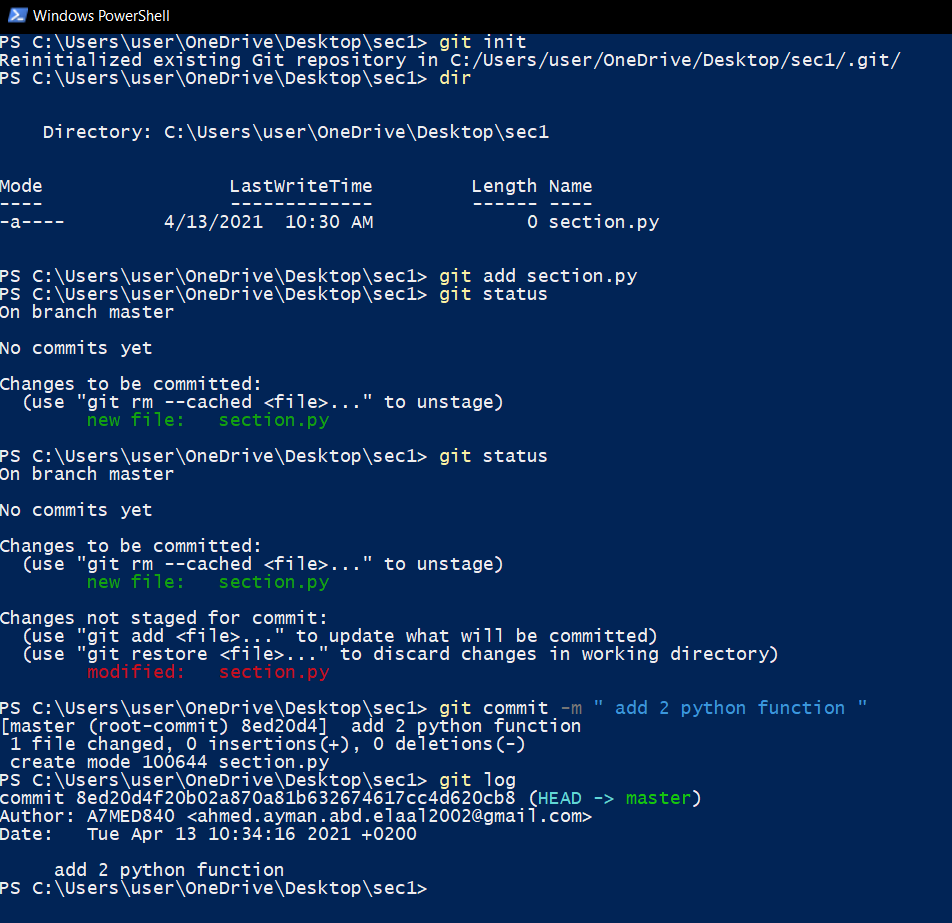 Windows PowerShell
PS C:\Users\user\OneDrive\Desktop\sec1> git init
Reinitialized existing Git repository in C:/Users/user/OneDrive/Desktop/sec1/.git/
PS C:\Users\user\OneDrive\Desktop\sec1> dir
    Directory: C:\Users\user\OneDrive\Desktop\sec1
Mode                 LastWriteTime         Length Name
----                 -------------         ------ ----
-a----         4/13/2021  10:30 AM              0 section.py
PS C:\Users\user\OneDrive\Desktop\sec1> git add section.py
PS C:\Users\user\OneDrive\Desktop\sec1> git status
On branch master
No commits yet
Changes to be committed:
  (use "git rm --cached <file>..." to unstage)
        new file:   section.py
PS C:\Users\user\OneDrive\Desktop\sec1> git status
On branch master
No commits yet
Changes to be committed:
  (use "git rm --cached <file>..." to unstage)
        new file:   section.py
Changes not staged for commit:
  (use "git add <file>..." to update what will be committed)
  (use "git restore <file>..." to discard changes in working directory)
        modified:   section.py
PS C:\Users\user\OneDrive\Desktop\sec1> git commit -m " add 2 python function "
[master (root-commit) 8ed20d4]  add 2 python function
 1 file changed, 0 insertions(+), 0 deletions(-)
 create mode 100644 section.py
PS C:\Users\user\OneDrive\Desktop\sec1> git log
commit 8ed20d4f20b02a870a81b632674617cc4d620cb8 (HEAD -> master)
Author: A7MED840 <ahmed.ayman.abd.elaal2002@gmail.com>
Date:   Tue Apr 13 10:34:16 2021 +0200
     add 2 python function
PS C:\Users\user\OneDrive\Desktop\sec1>